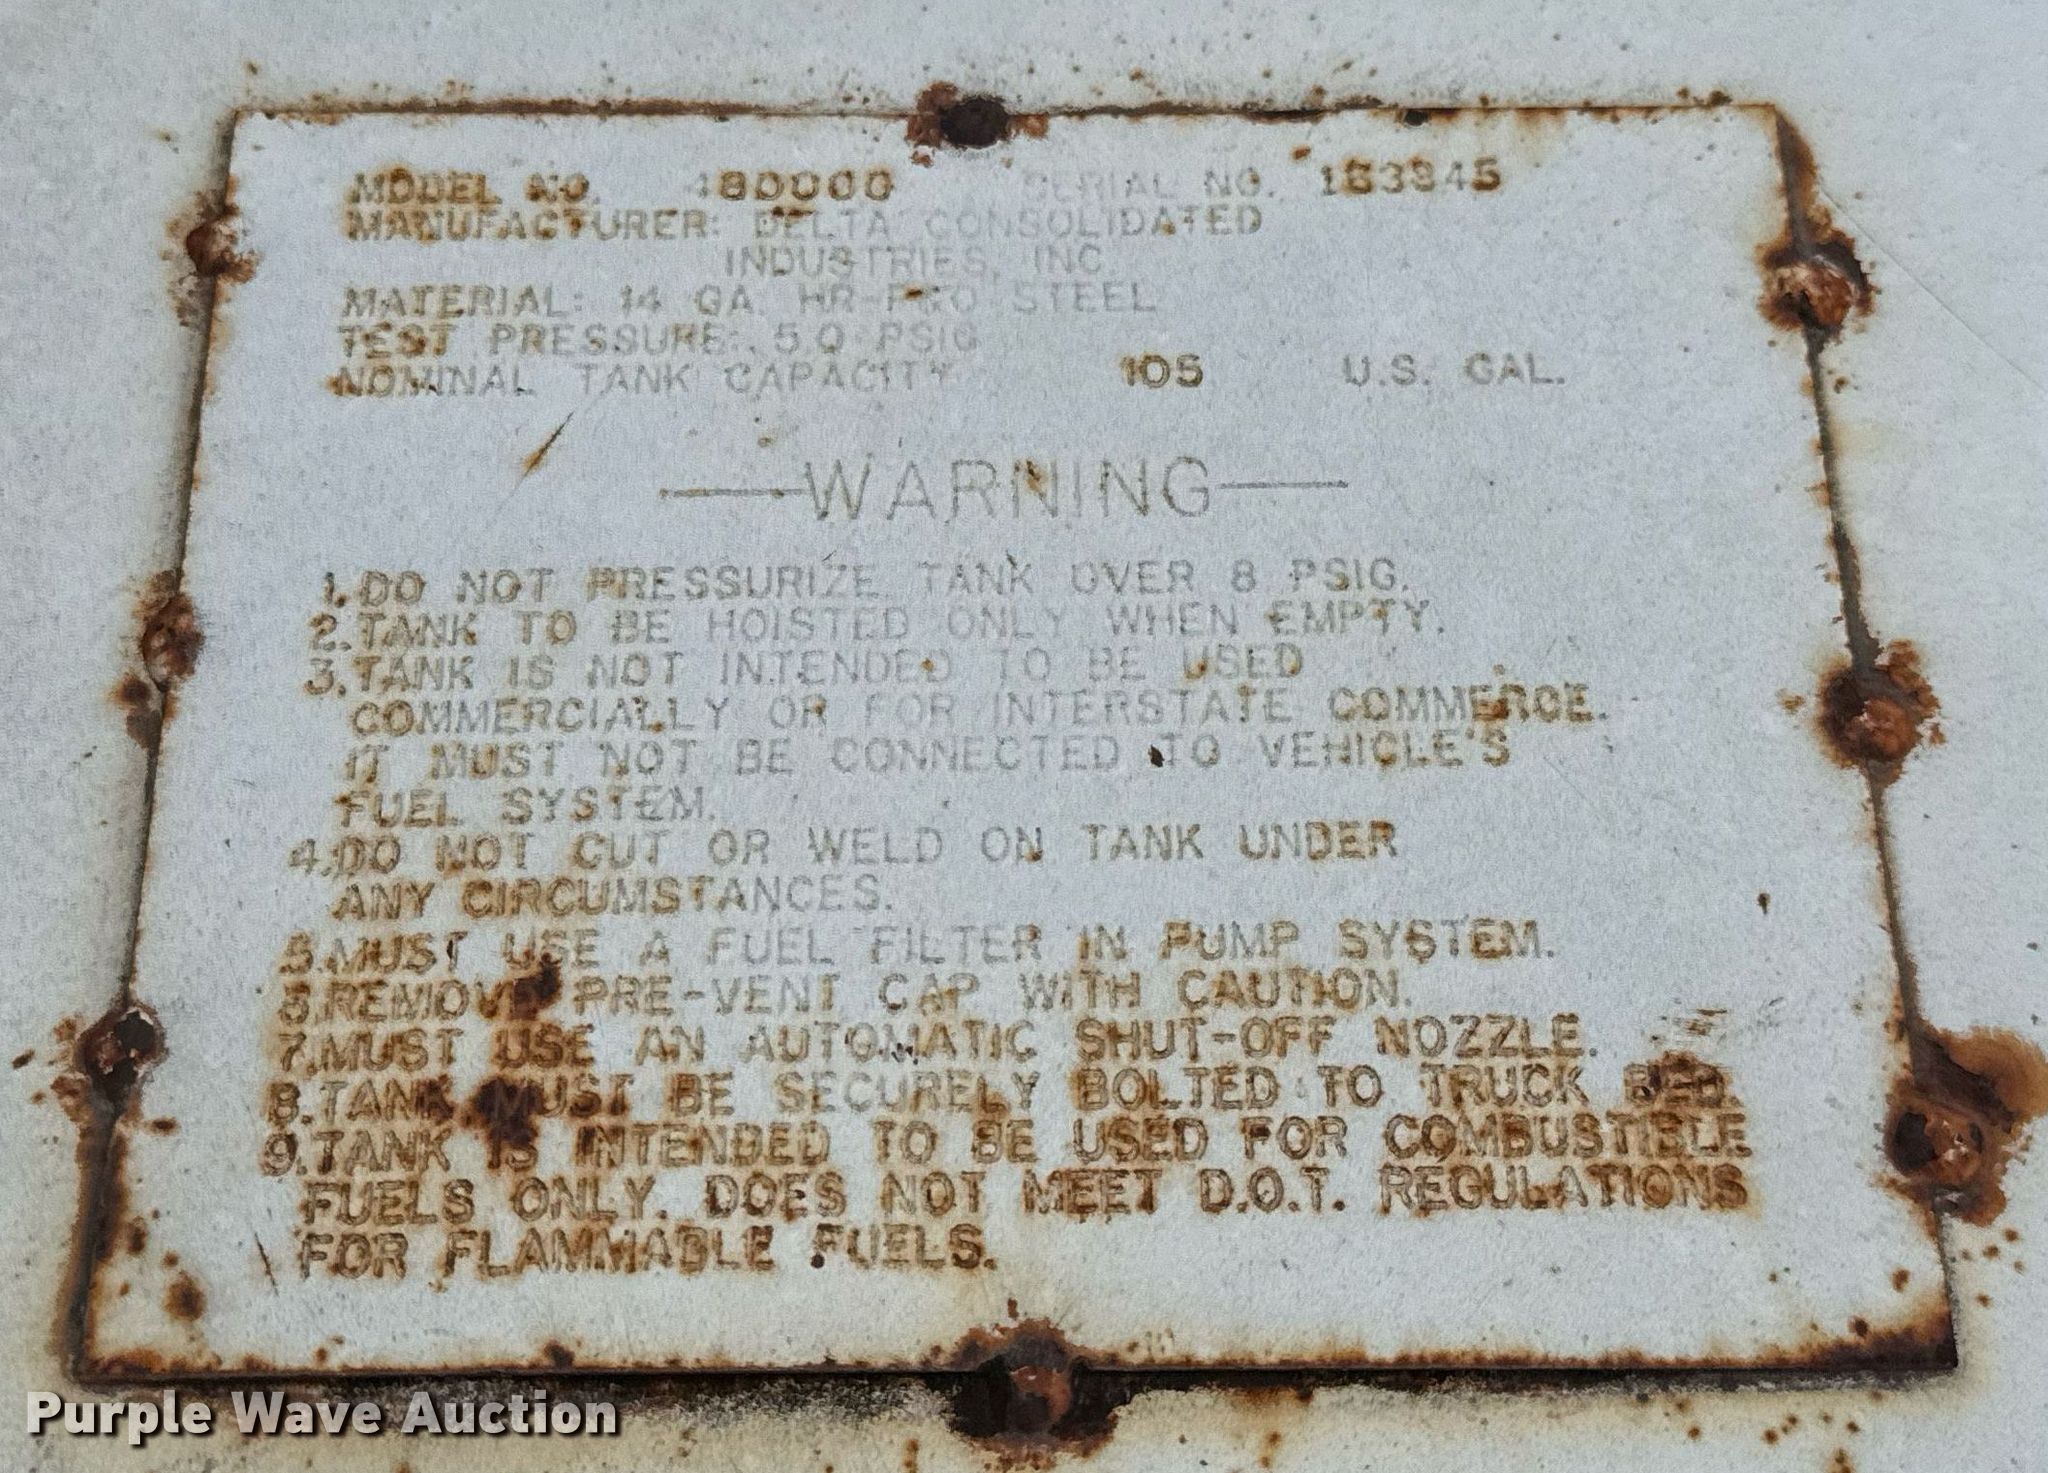 MODEL NO. 480000 SERIAL NO. 133345
MANUFACTURER: DELTA CONSOLIDATED
INDUSTRIES, INC.
MATERIAL: 14 GA. HR-P&O STEEL
TEST PRESSURE: 5.0 PSIG
NOMINAL TANK CAPACITY 105 U.S. GAL.
WARNING
1. DO NOT PRESSURIZE TANK OVER 8 PSIG.
2. TANK TO BE HOISTED ONLY WHEN EMPTY.
3. TANK IS NOT INTENDED TO BE USED
COMMERCIALLY OR FOR INTERSTATE COMMERCE.
IT MUST NOT BE CONNECTED TO VEHICLE'S
FUEL SYSTEM.
4. DO NOT CUT OR WELD ON TANK UNDER
ANY CIRCUMSTANCES.
5. MUST USE A FUEL FILTER IN PUMP SYSTEM.
6. REMOVE PRE-VENT CAP WITH CAUTION.
7. MUST USE AN AUTOMATIC SHUT-OFF NOZZLE.
8. TANK MUST BE SECURELY BOLTED TO TRUCK BED.
9. TANK IS INTENDED TO BE USED FOR COMBUSTIBLE
FUELS ONLY. DOES NOT MEET D.O.T. REGULATIONS
FOR FLAMMABLE FUELS.
Purple Wave Auction